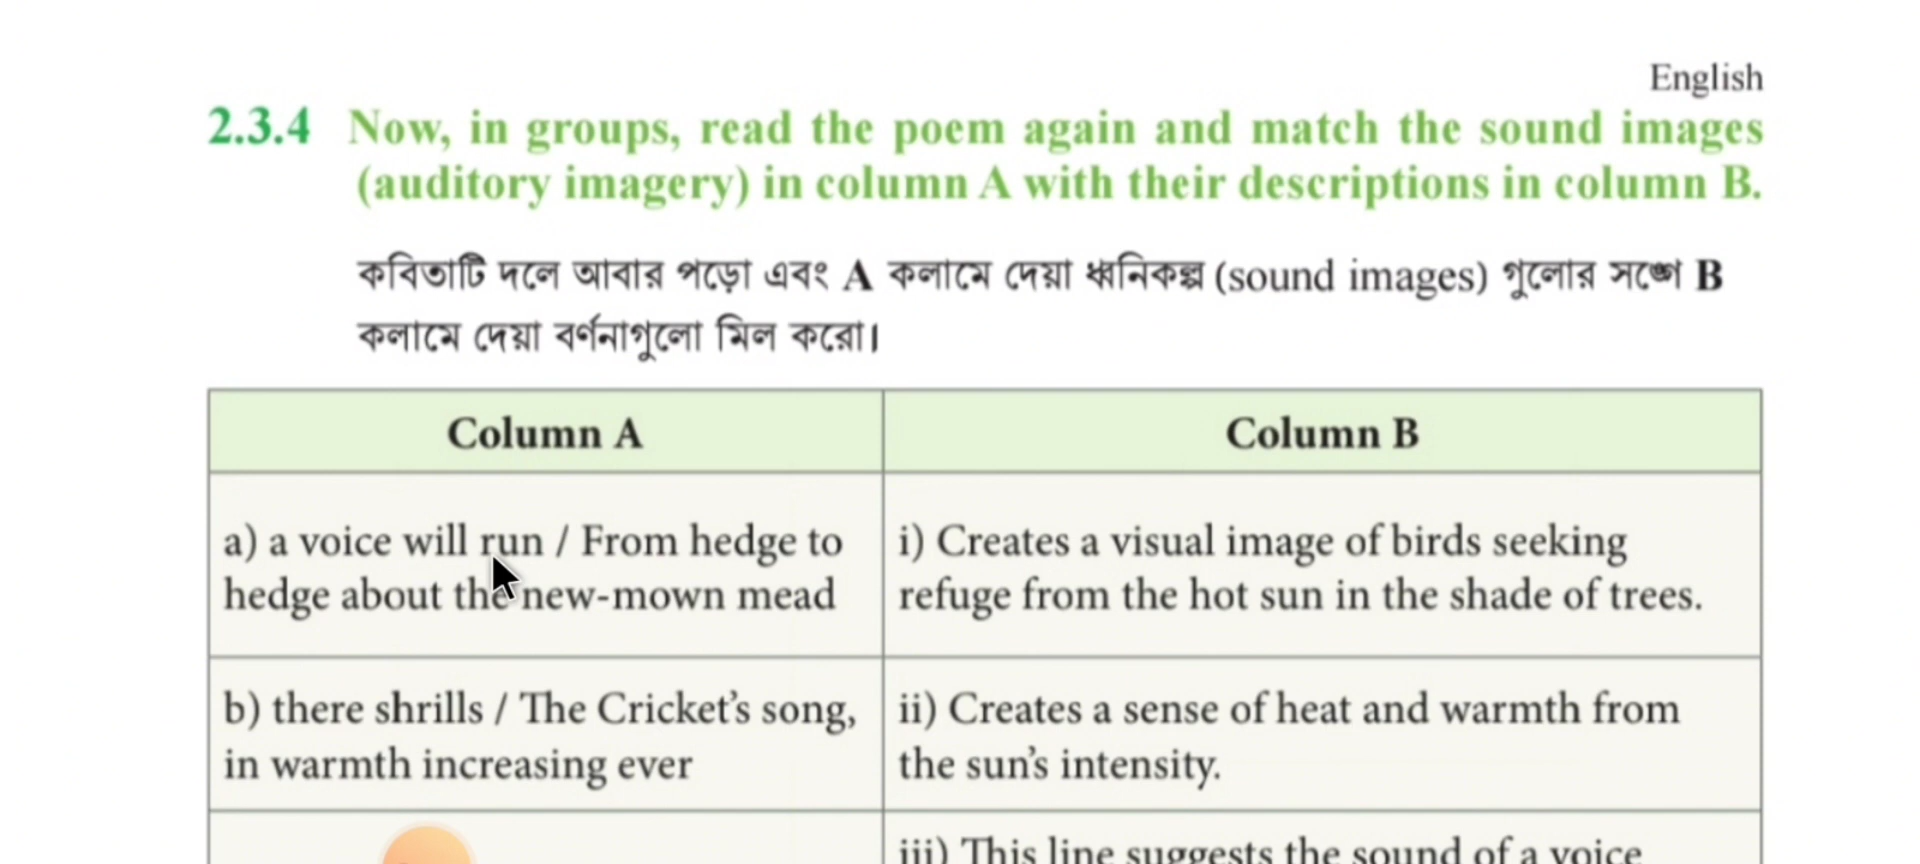 English
2.3.4 Now, in groups, read the poem again and match the sound images
(auditory imagery) in column A with their descriptions in column B.
কবিতাটি দলে আবার পড়ো এবং A কলামে দেয়া ধ্বনিকল্প (sound images) গুলোর সঙ্গে B
কলামে দেয়া বর্ণনাগুলো মিল করো।
Column A
Column B
a) a voice will run / From hedge to
hedge about the new-mown mead
i) Creates a visual image of birds seeking
refuge from the hot sun in the shade of trees.
b) there shrills / The Cricket’s song,
in warmth increasing ever
ii) Creates a sense of heat and warmth from
the sun’s intensity.
iii) This line suggests the sound of a voice